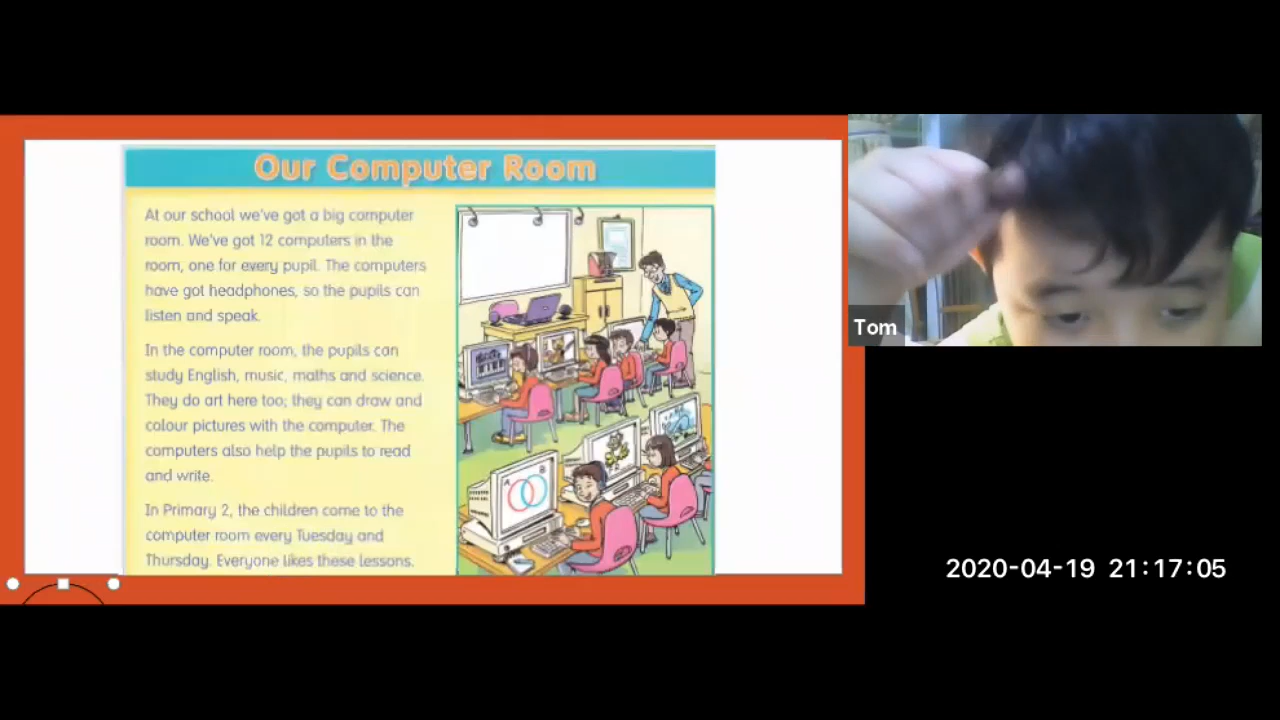 Our Computer Room
At our school we've got a big computer
room. We've got 12 computers in the
room, one for every pupil. The computers
have got headphones, so the pupils can
listen and speak.
In the computer room, the pupils can
study English, music, maths and science.
They do art here too; they can draw and
colour pictures with the computer. The
computers also help the pupils to read
and write.
In Primary 2, the children come to the
computer room every Tuesday and
Thursday. Everyone likes these lessons.
A
B
Tom
2020-04-19 21:17:05